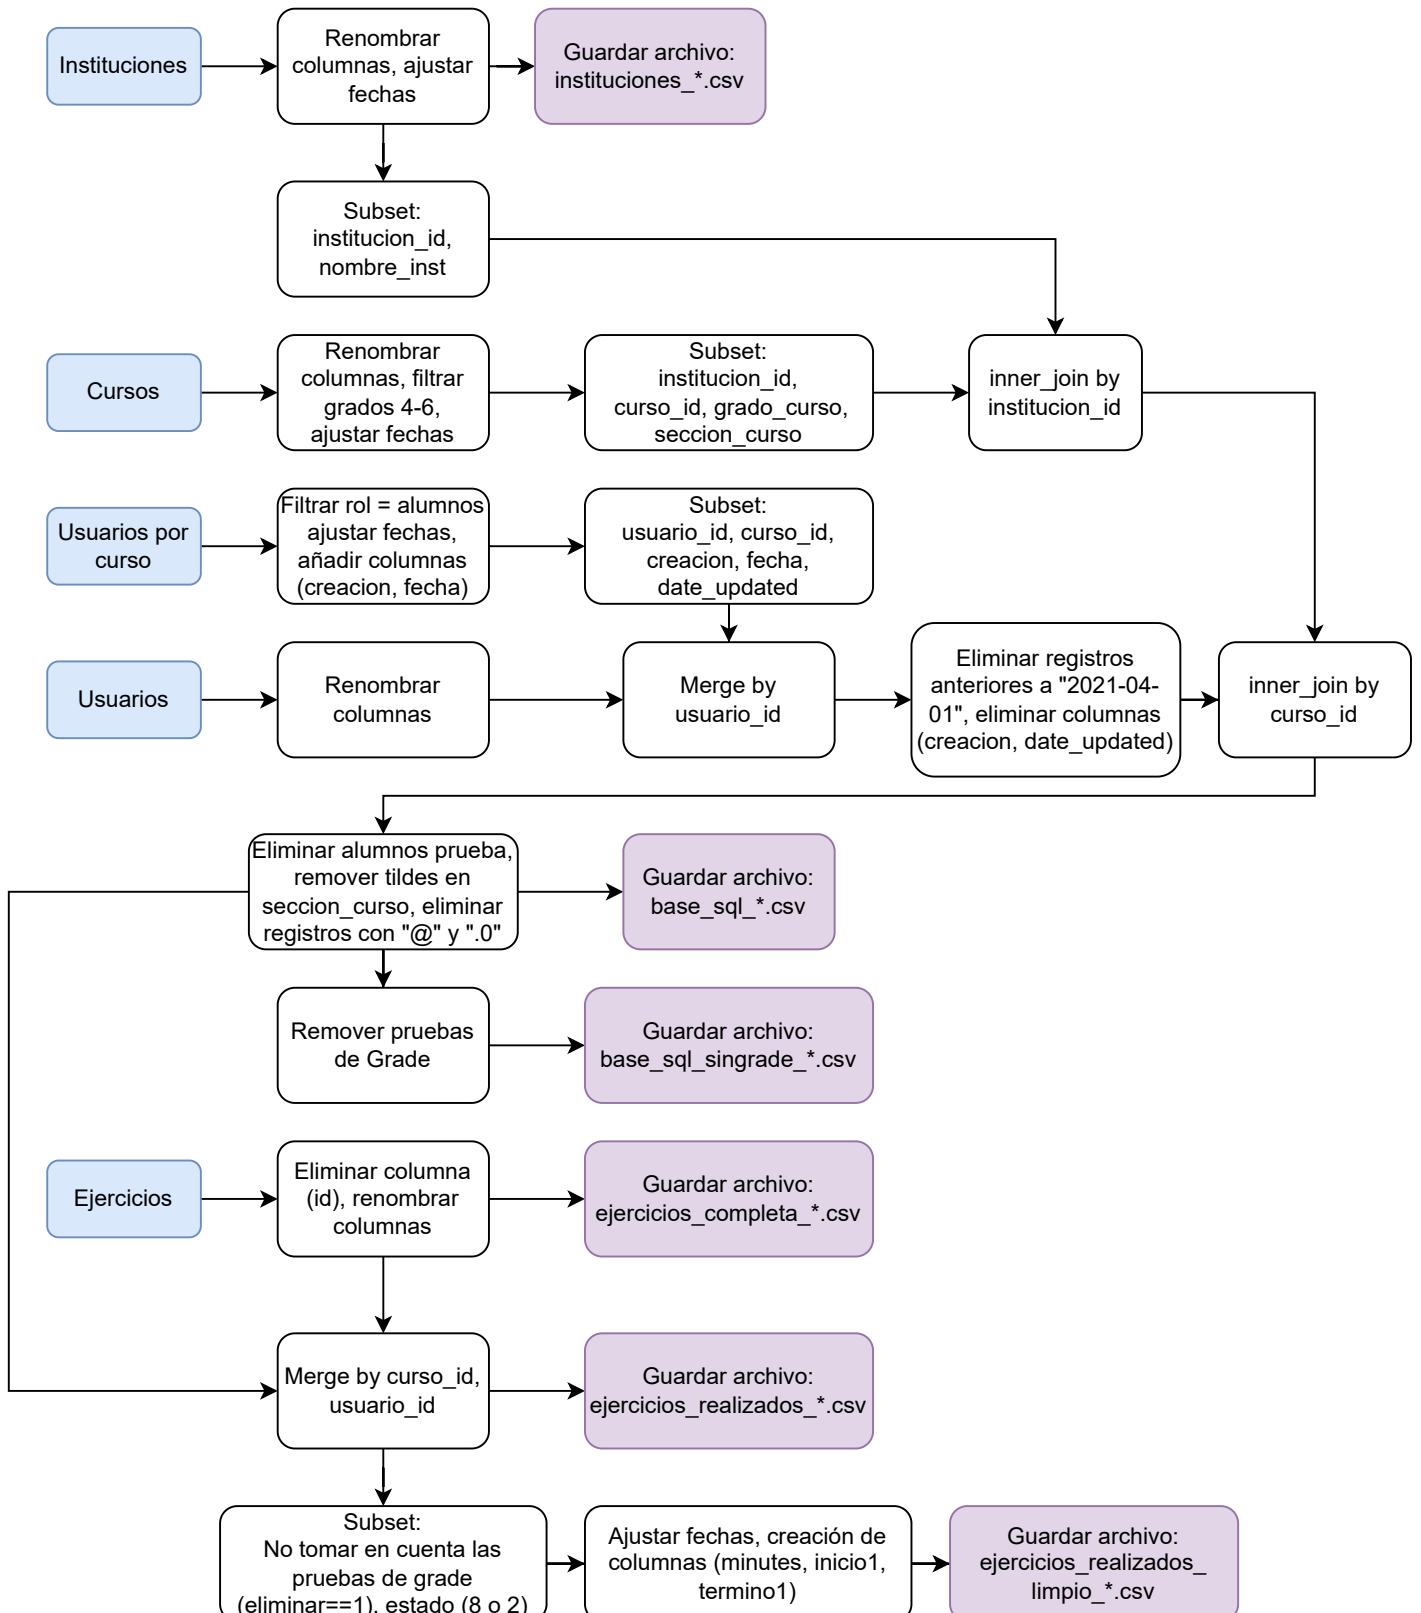 Instituciones
Renombrar
columnas, ajustar
fechas
Guardar archivo:
instituciones_*.csv
Subset:
institucion_id,
nombre_inst
Cursos
Renombrar
columnas, filtrar
grados 4-6,
ajustar fechas
Subset:
institucion_id,
curso_id, grado_curso,
seccion_curso
inner_join by
institucion_id
Usuarios por
curso
Filtrar rol = alumnos
ajustar fechas,
añadir columnas
(creacion, fecha)
Subset:
usuario_id, curso_id,
creacion, fecha,
date_updated
Usuarios
Renombrar
columnas
Merge by
usuario_id
Eliminar registros
anteriores a "2021-04-
01", eliminar columnas
(creacion, date_updated)
inner_join by
curso_id
Eliminar alumnos prueba,
remover tildes en
seccion_curso, eliminar
registros con "@" y ".0"
Guardar archivo:
base_sql_*.csv
Remover pruebas
de Grade
Guardar archivo:
base_sql_singrade_*.csv
Ejercicios
Eliminar columna
(id), renombrar
columnas
Guardar archivo:
ejercicios_completa_*.csv
Merge by curso_id,
usuario_id
Guardar archivo:
ejercicios_realizados_*.csv
Subset:
No tomar en cuenta las
pruebas de grade
(eliminar==1), estado (8 o 2)
Ajustar fechas, creación de
columnas (minutes, inicio1,
termino1)
Guardar archivo:
ejercicios_realizados_
limpio_*.csv